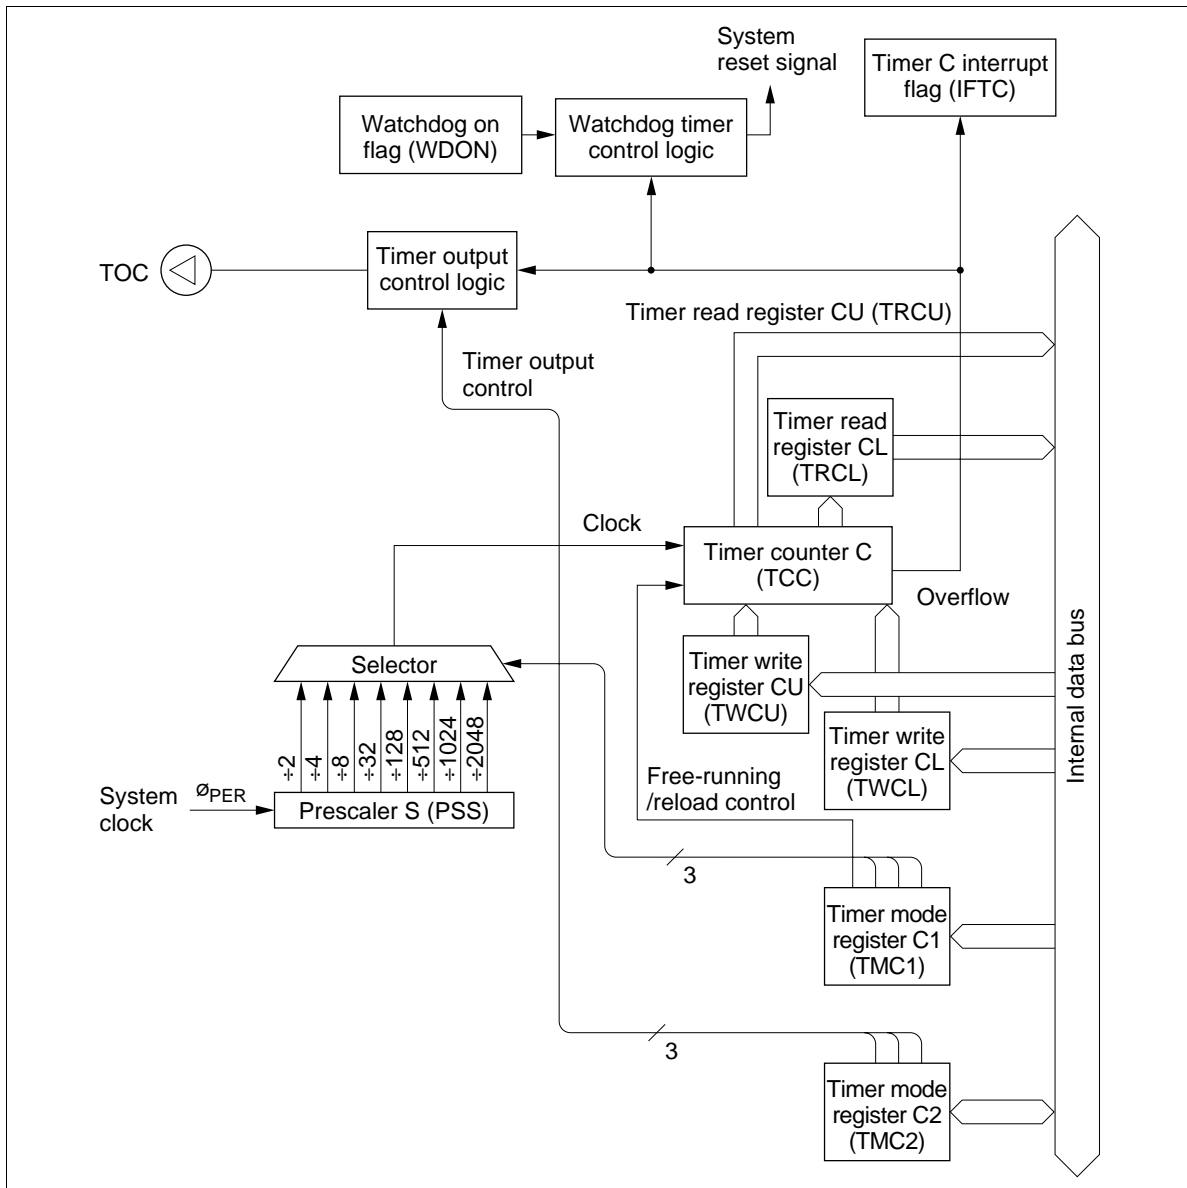 System
reset signal
Timer C interrupt
flag (IFTC)
Watchdog on
flag (WDON)
Watchdog timer
control logic
Timer output
control logic
TOC
Timer read register CU (TRCU)
Timer output
control
Timer read
register CL
(TRCL)
Clock
Timer counter C
(TCC)
Overflow
Selector
Timer write
register CU
(TWCU)
Timer write
register CL
(TWCL)
Internal data bus
÷2
÷4
÷8
÷32
÷128
÷512
÷1024
÷2048
Free-running
/reload control
System
clock
øPER
Prescaler S (PSS)
3
Timer mode
register C1
(TMC1)
3
Timer mode
register C2
(TMC2)